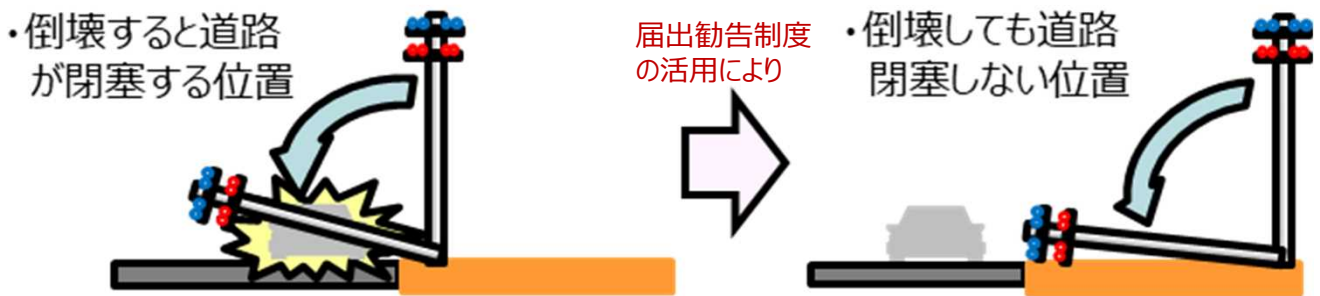 ・倒壊すると道路
が閉塞する位置
届出勧告制度
の活用により
・倒壊しても道路
閉塞しない位置